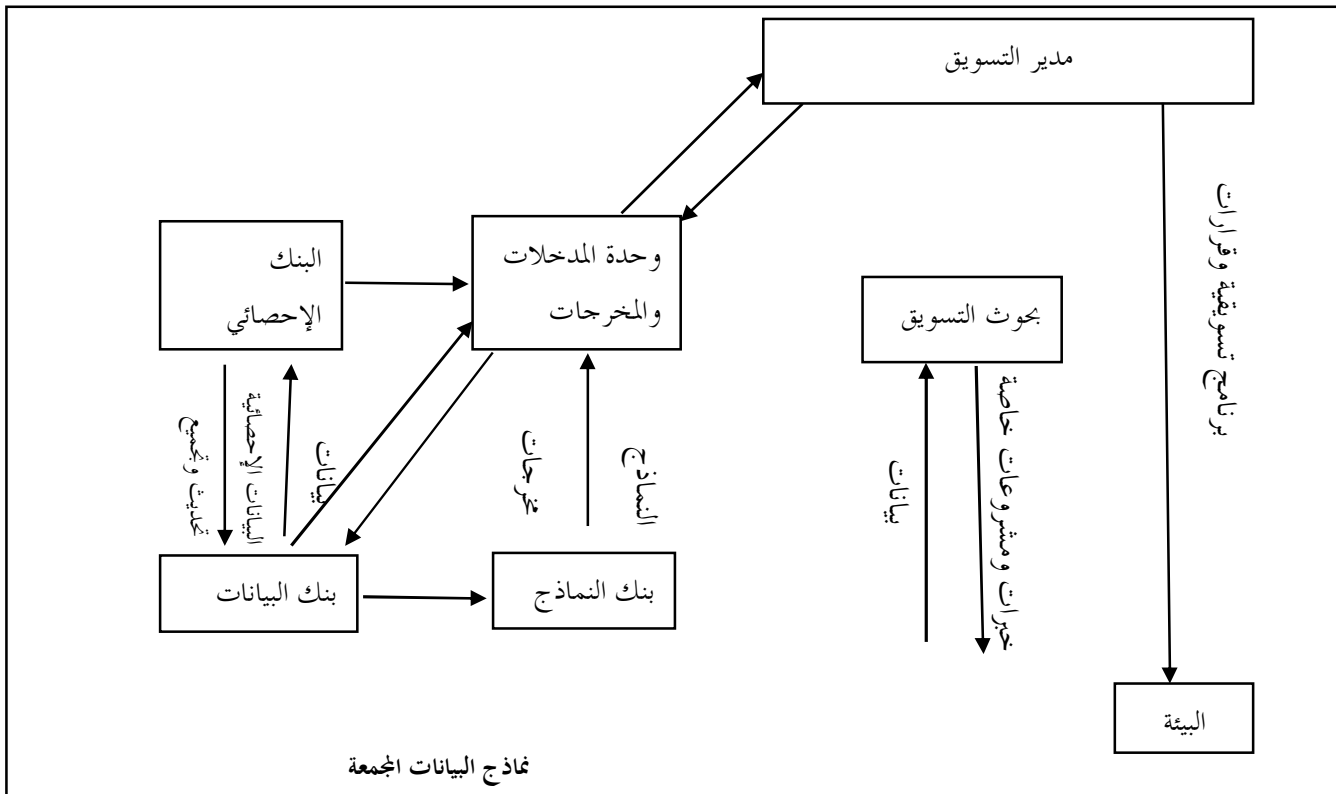 مدير التسويق
برنامج تسويقية وقرارات
البنك
الإحصائي
وحدة المدخلات
والمخرجات
بحوث التسويق
خبرات ومشروعات خاصة
بيانات
النماذج
مخرجات
بيانات
البيانات الإحصائية
تحديث وتجميع
بنك النماذج
بنك البيانات
البيئة
نماذج البيانات المجمعة